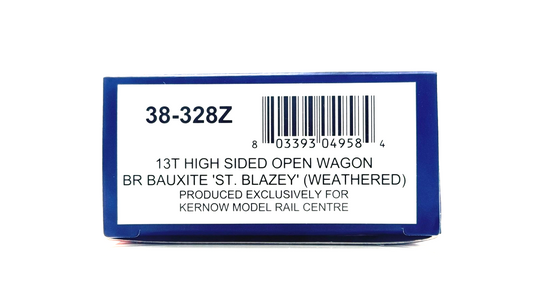 38-328Z
8 03393 04958 4
13T HIGH SIDED OPEN WAGON
BR BAUXITE 'ST. BLAZEY' (WEATHERED)
PRODUCED EXCLUSIVELY FOR
KERNOW MODEL RAIL CENTRE